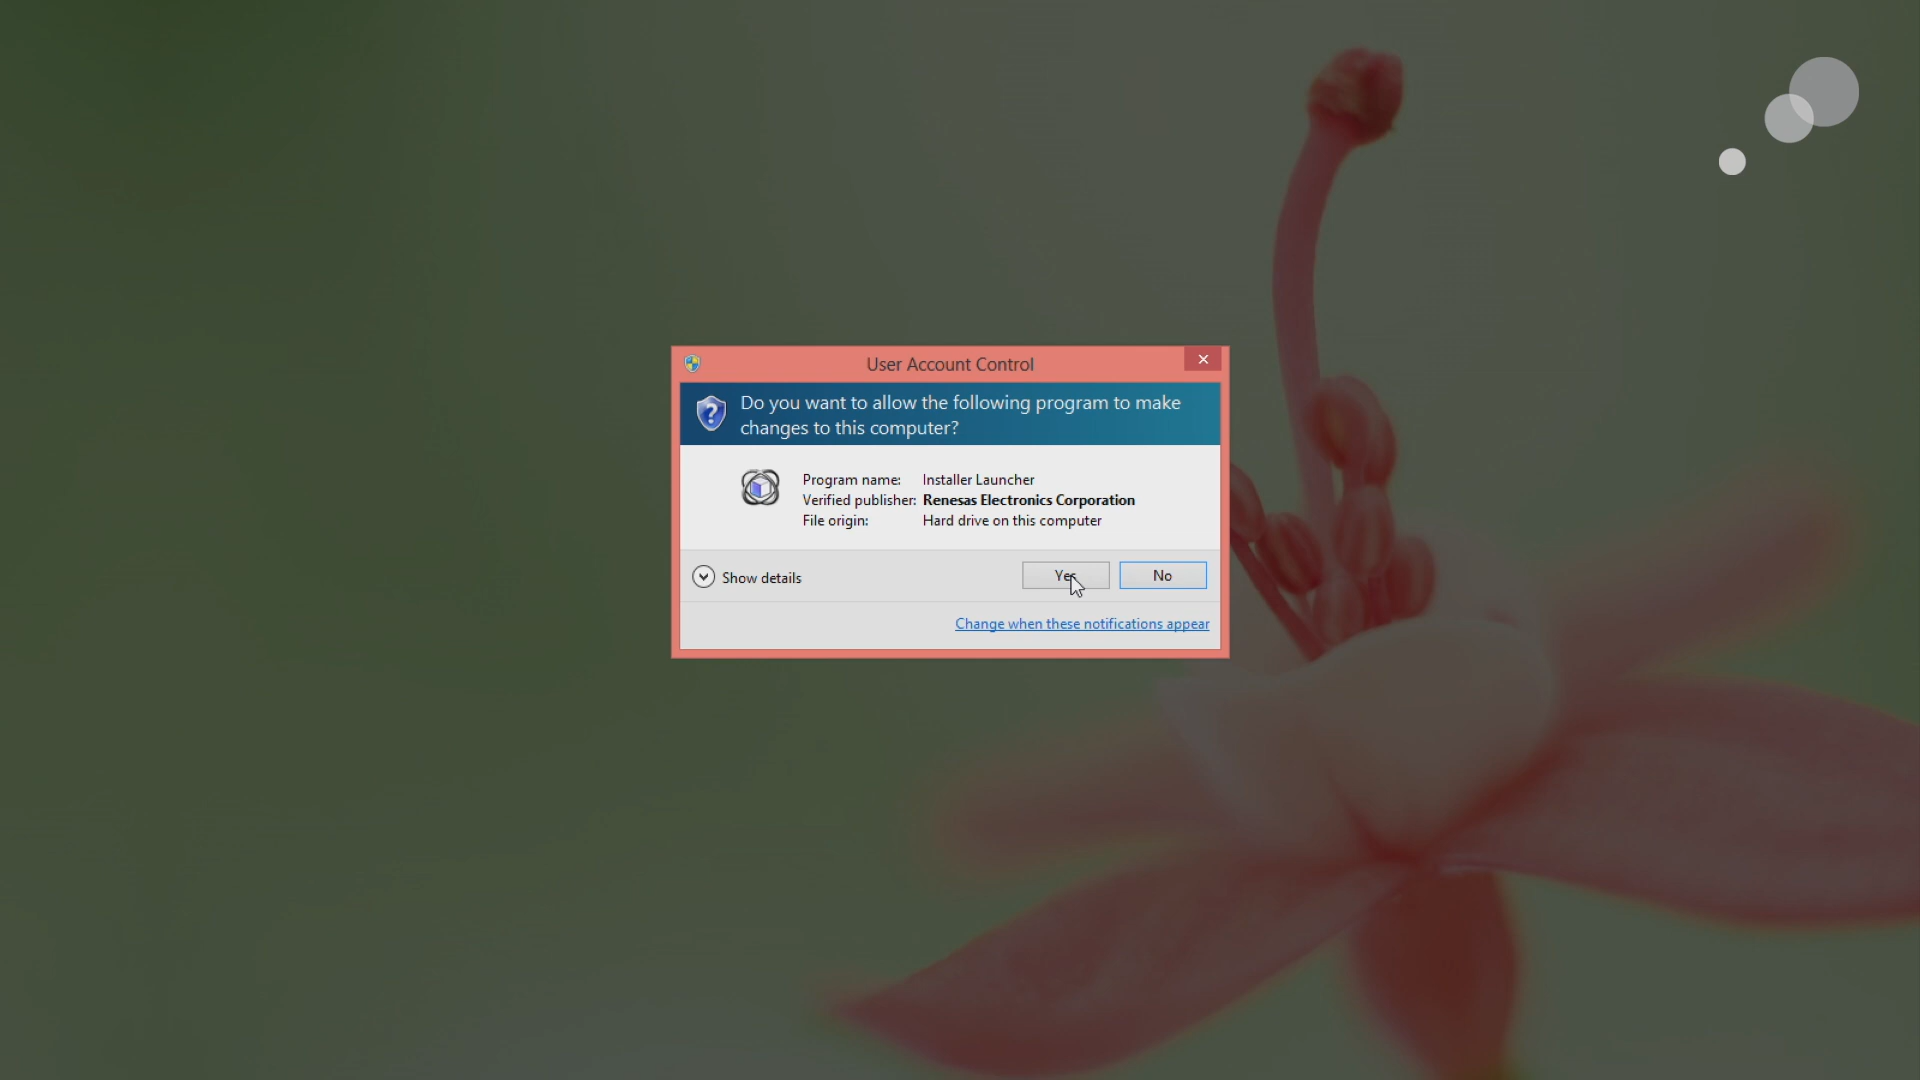 User Account Control
Do you want to allow the following program to make
changes to this computer?
Program name: Installer Launcher
Verified publisher: Renesas Electronics Corporation
File origin: Hard drive on this computer
Show details
Yes
No
Change when these notifications appear